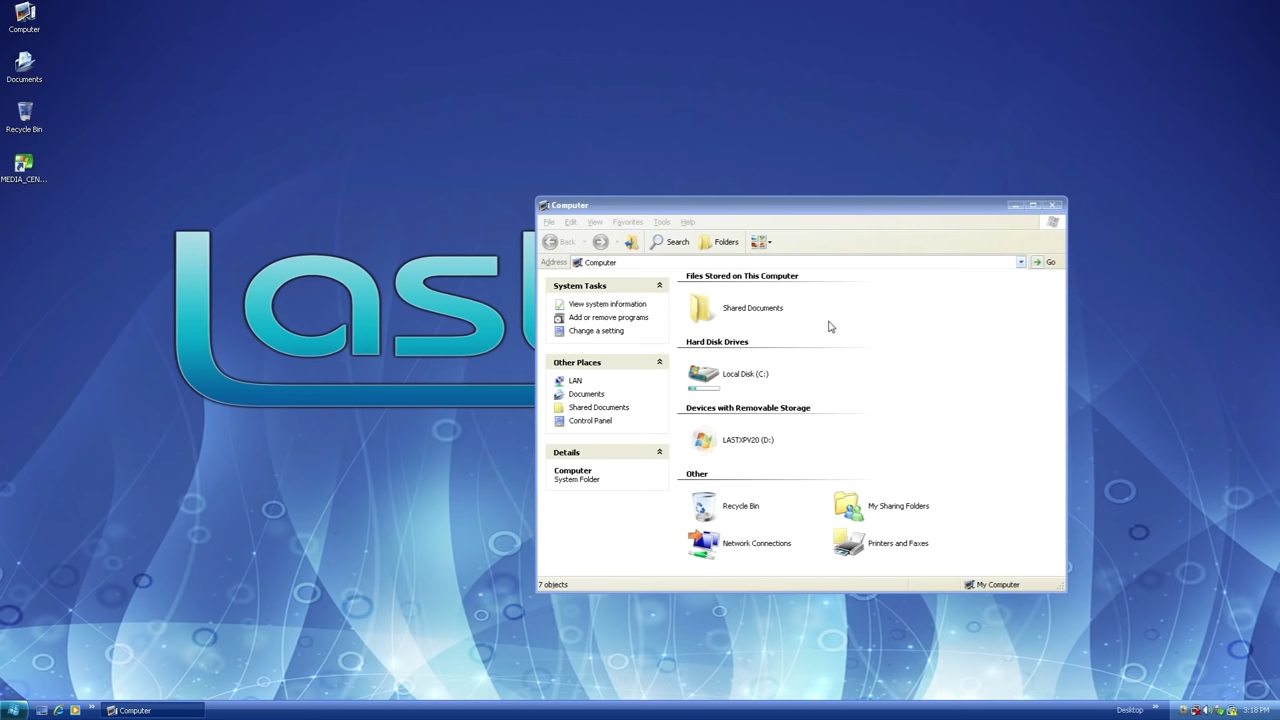 Computer
Documents
Recycle Bin
MEDIA_CEN...
Last
Computer
File Edit View Favorites Tools Help
Back Search Folders
Address Computer Go
System Tasks
View system information
Add or remove programs
Change a setting
Other Places
LAN
Documents
Shared Documents
Control Panel
Details
Computer
System Folder
Files Stored on This Computer
Shared Documents
Hard Disk Drives
Local Disk (C:)
Devices with Removable Storage
LASTXPV20 (D:)
Other
Recycle Bin My Sharing Folders
Network Connections Printers and Faxes
7 objects My Computer
Computer Desktop 3:18 PM